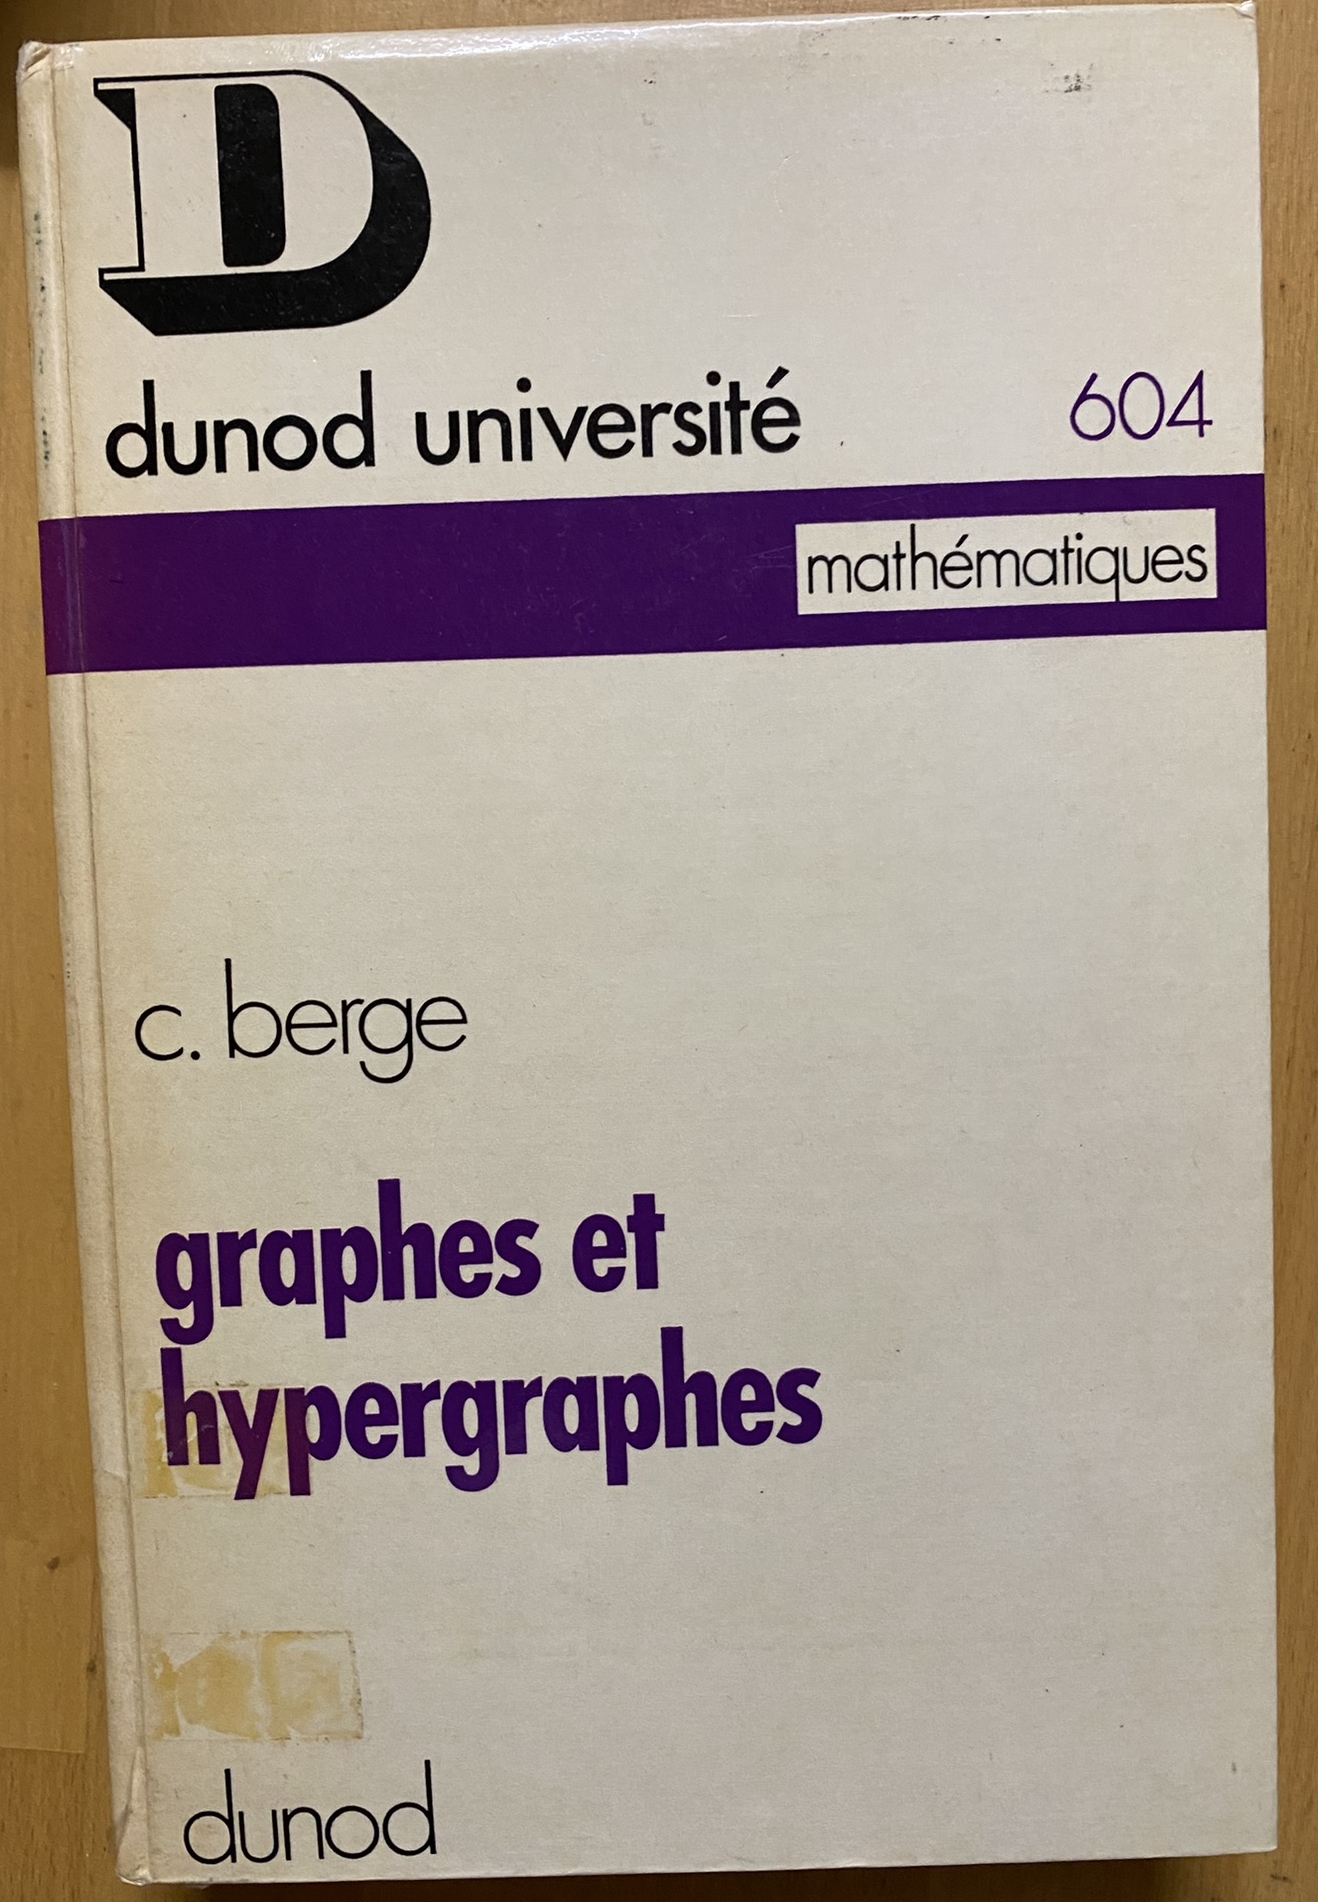 D
dunod université
604
mathématiques
c. berge
graphes et
hypergraphes
dunod